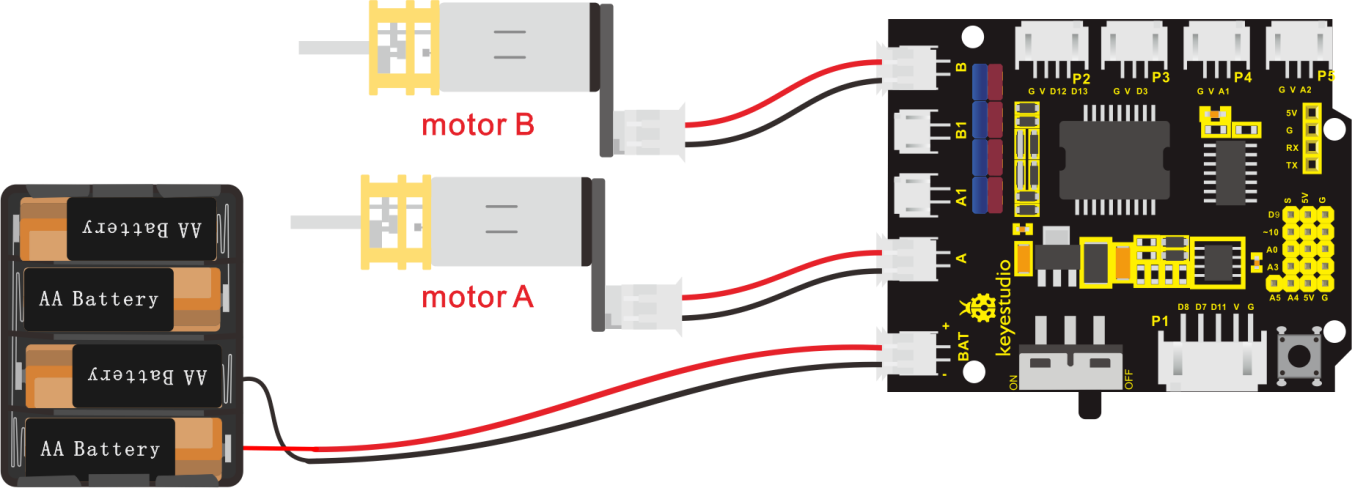 motor B
motor A
AA Battery
AA Battery
AA Battery
AA Battery
B
B1
A1
A
BAT
+
-
keyestudio
P2
P3
P4
P5
G V D12 D13
G V D3
G V A1
G V A2
5V
G
RX
TX
S 5V G
D9
~10
A0
A3
A5 A4 5V G
P1
D8 D7 D11 V G
ON
OFF